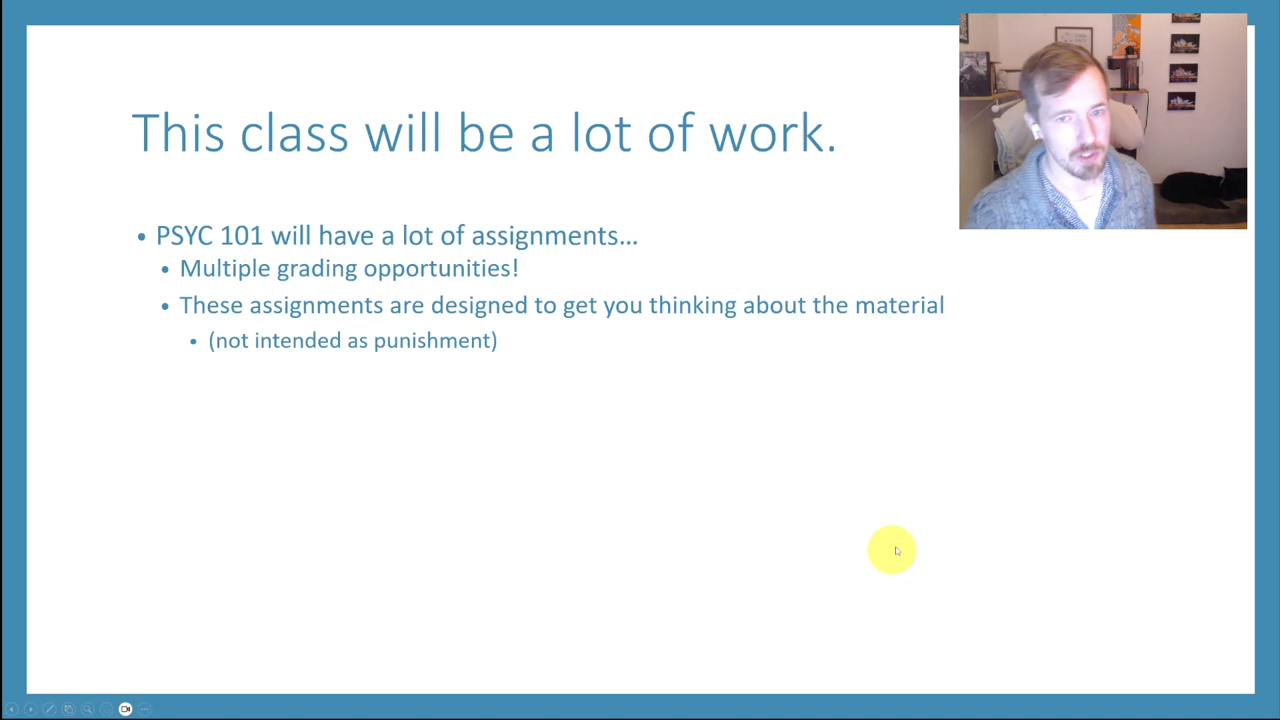 This class will be a lot of work.
PSYC 101 will have a lot of assignments...
Multiple grading opportunities!
These assignments are designed to get you thinking about the material
(not intended as punishment)